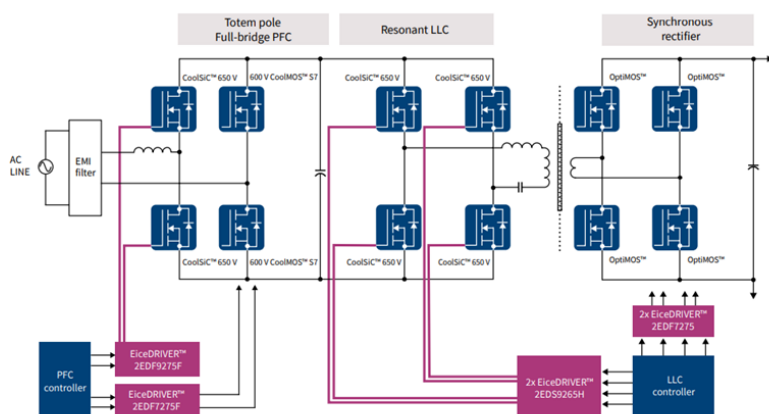 Totem pole
Full-bridge PFC
Resonant LLC
Synchronous
rectifier
CoolSiC™ 650 V
600 V CoolMOS™ S7
CoolSiC™ 650 V
CoolSiC™ 650 V
OptiMOS™
OptiMOS™
AC
LINE
EMI
filter
CoolSiC™ 650 V
600 V CoolMOS™ S7
CoolSiC™ 650 V
CoolSiC™ 650 V
OptiMOS™
OptiMOS™
PFC
controller
EiceDRIVER™
2EDF9275F
EiceDRIVER™
2EDF7275F
2x EiceDRIVER™
2EDS9265H
2x EiceDRIVER™
2EDF7275
LLC
controller